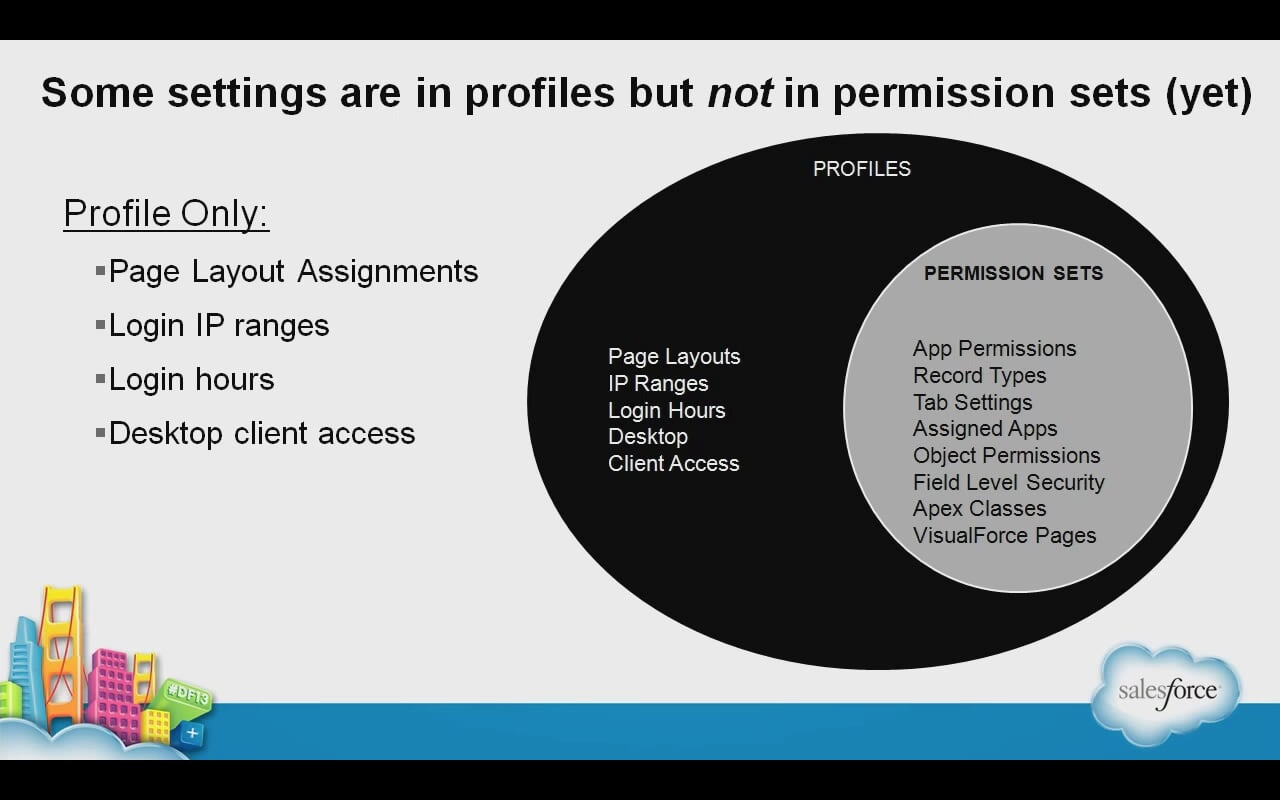 Some settings are in profiles but not in permission sets (yet)
Profile Only:
▪Page Layout Assignments
▪Login IP ranges
▪Login hours
▪Desktop client access
PROFILES
Page Layouts
IP Ranges
Login Hours
Desktop
Client Access
PERMISSION SETS
App Permissions
Record Types
Tab Settings
Assigned Apps
Object Permissions
Field Level Security
Apex Classes
VisualForce Pages
#DF13
+
salesforce